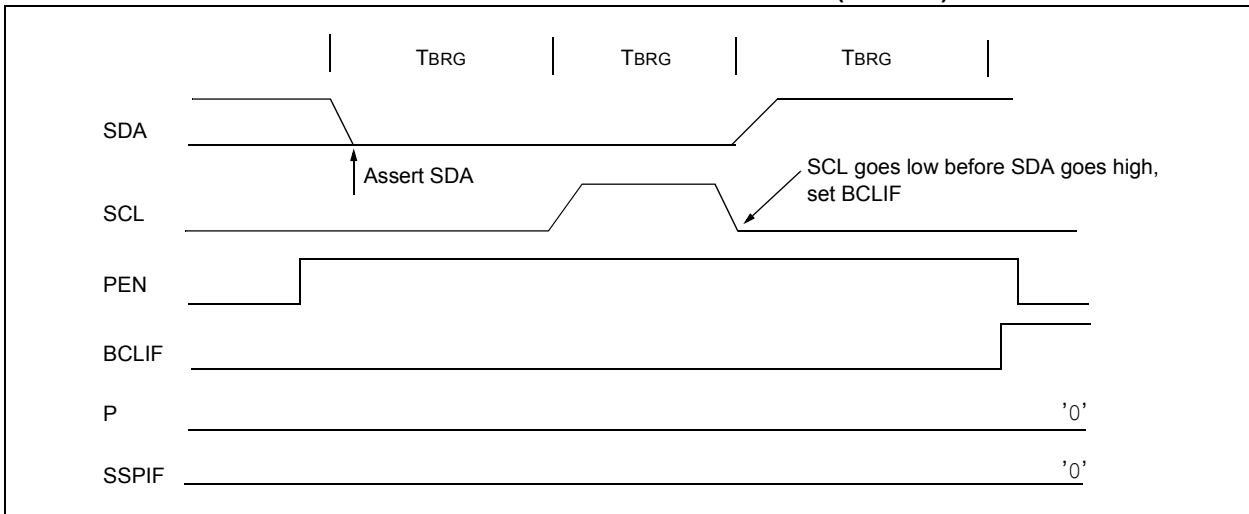 TBRG TBRG TBRG
SDA
Assert SDA
SCL goes low before SDA goes high,
set BCLIF
SCL
PEN
BCLIF
P '0'
SSPIF '0'